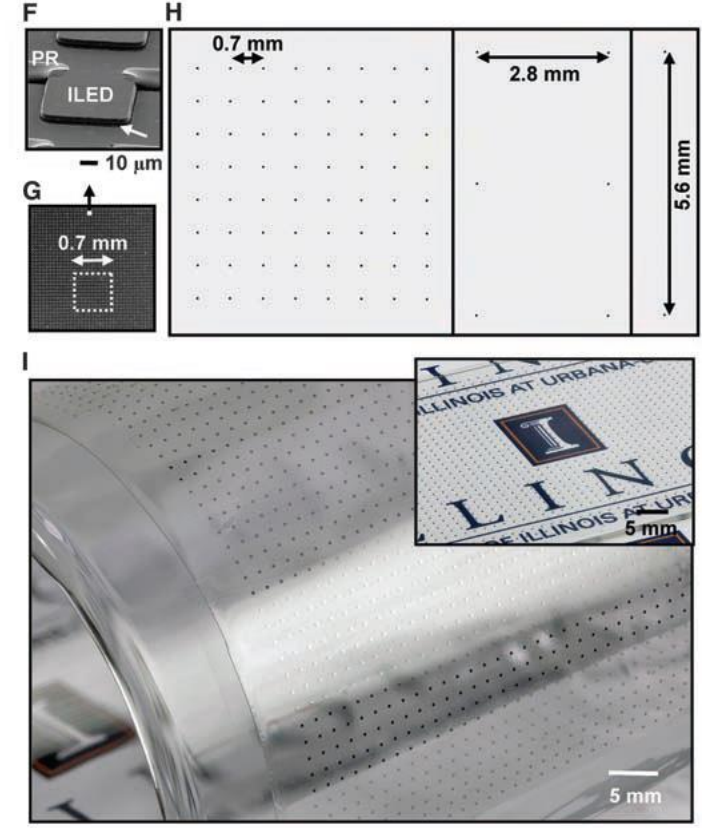 F
PR
ILED
10 μm
G
0.7 mm
H
0.7 mm
2.8 mm
5.6 mm
I
I N
ILLINOIS AT URBANA-
I
L L I N
OF ILLINOIS AT UR
5 mm
I
5 mm